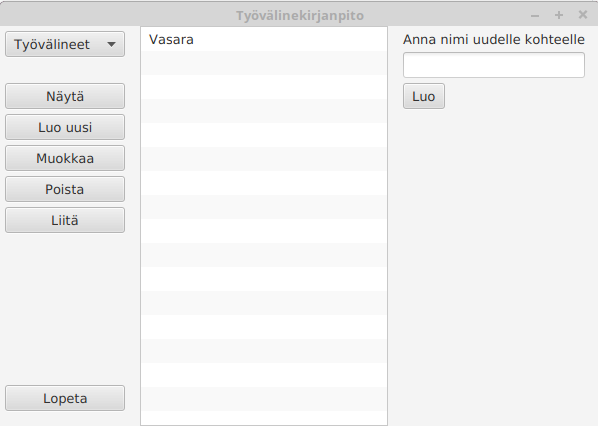 Työvälinekirjanpito
Työvälineet
Näytä
Luo uusi
Muokkaa
Poista
Liitä
Lopeta
Vasara
Anna nimi uudelle kohteelle
Luo